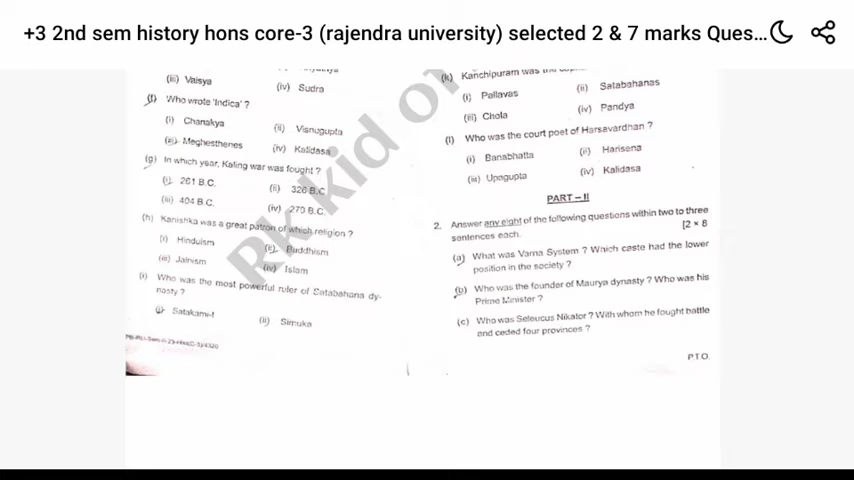 +3 2nd sem history hons core-3 (rajendra university) selected 2 & 7 marks Ques...
(iii) Vaisya
(iv) Sudra
(f) Who wrote 'Indica' ?
(i) Chanakya
(ii) Visnugupta
(iii) Meghesthenes
(iv) Kalidasa
(g) In which year, Kaling war was fought ?
(i) 261 B.C.
(ii) 326 B.C
(iii) 404 B.C.
(iv) 270 B.C.
(h) Kanishka was a great patron of which religion ?
(i) Hinduism
(ii) Buddhism
(iii) Jainism
(iv) Islam
(i) Who was the most powerful ruler of Satabahana dy-
nasty ?
(i) Satakarni-I
(ii) Simuka
(k) Kanchipuram was the
(i) Pallavas
(ii) Satabahanas
(iii) Chola
(iv) Pandya
(l) Who was the court poet of Harsavardhan ?
(i) Banabhatta
(ii) Harisena
(iii) Upagupta
(iv) Kalidasa
PART – II
2. Answer any eight of the following questions within two to three
sentences each. [2 × 8
(a) What was Varna System ? Which caste had the lower
position in the society ?
(b) Who was the founder of Maurya dynasty ? Who was his
Prime Minister ?
(c) Who was Seleucus Nikator ? With whom he fought battle
and ceded four provinces ?
P.T.O.
Rk kid of